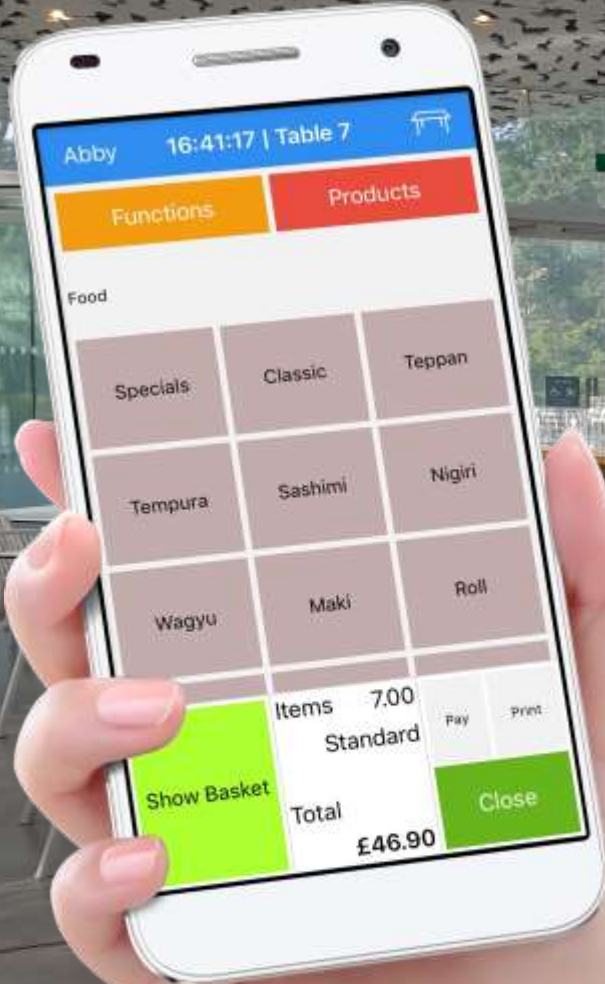 Abby 16:41:17 | Table 7
Functions Products
Food
Specials Classic Teppan
Tempura Sashimi Nigiri
Wagyu Maki Roll
Items 7.00
Standard
Pay Print
Show Basket
Total
£46.90
Close